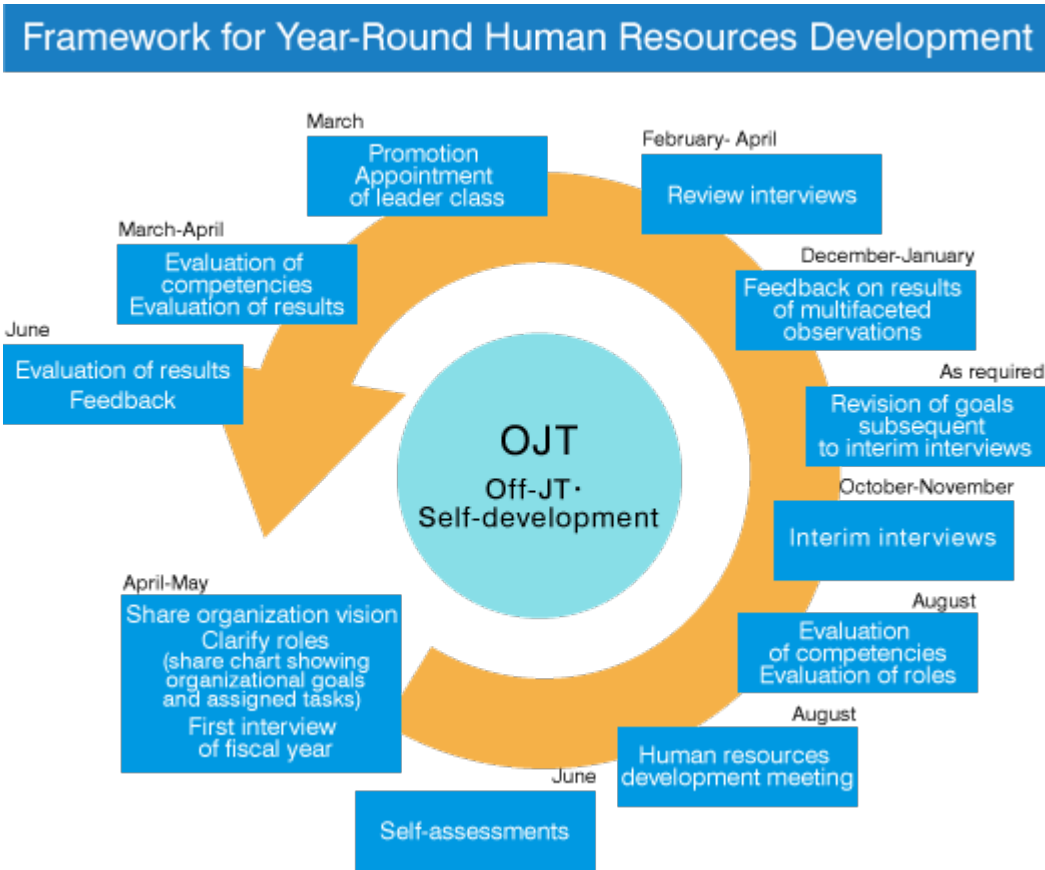 Framework for Year-Round Human Resources Development
March
Promotion
Appointment
of leader class
February- April
Review interviews
March-April
Evaluation of
competencies
Evaluation of results
December-January
Feedback on results
of multifaceted
observations
June
Evaluation of results
Feedback
As required
Revision of goals
subsequent
to interim interviews
OJT
Off-JT·
Self-development
October-November
Interim interviews
April-May
Share organization vision
Clarify roles
(share chart showing
organizational goals
and assigned tasks)
First interview
of fiscal year
August
Evaluation
of competencies
Evaluation of roles
August
Human resources
development meeting
June
Self-assessments